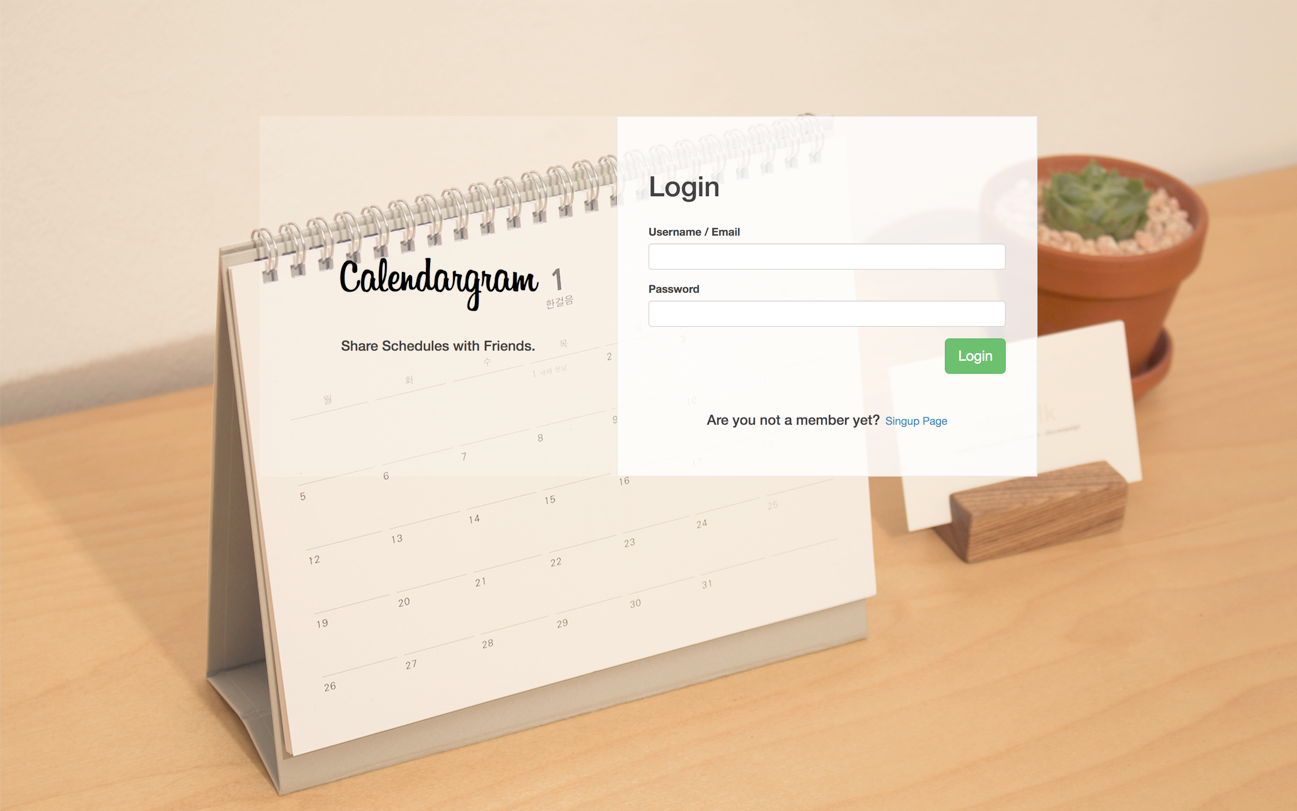 Calendargram
Share Schedules with Friends.
Login
Username / Email
Password
Login
Are you not a member yet? Singup Page
1
한걸음
월 화 수 목
1 2
5 6 7 8 9
12 13 14 15 16
19 20 21 22 23 24 25
26 27 28 29 30 31